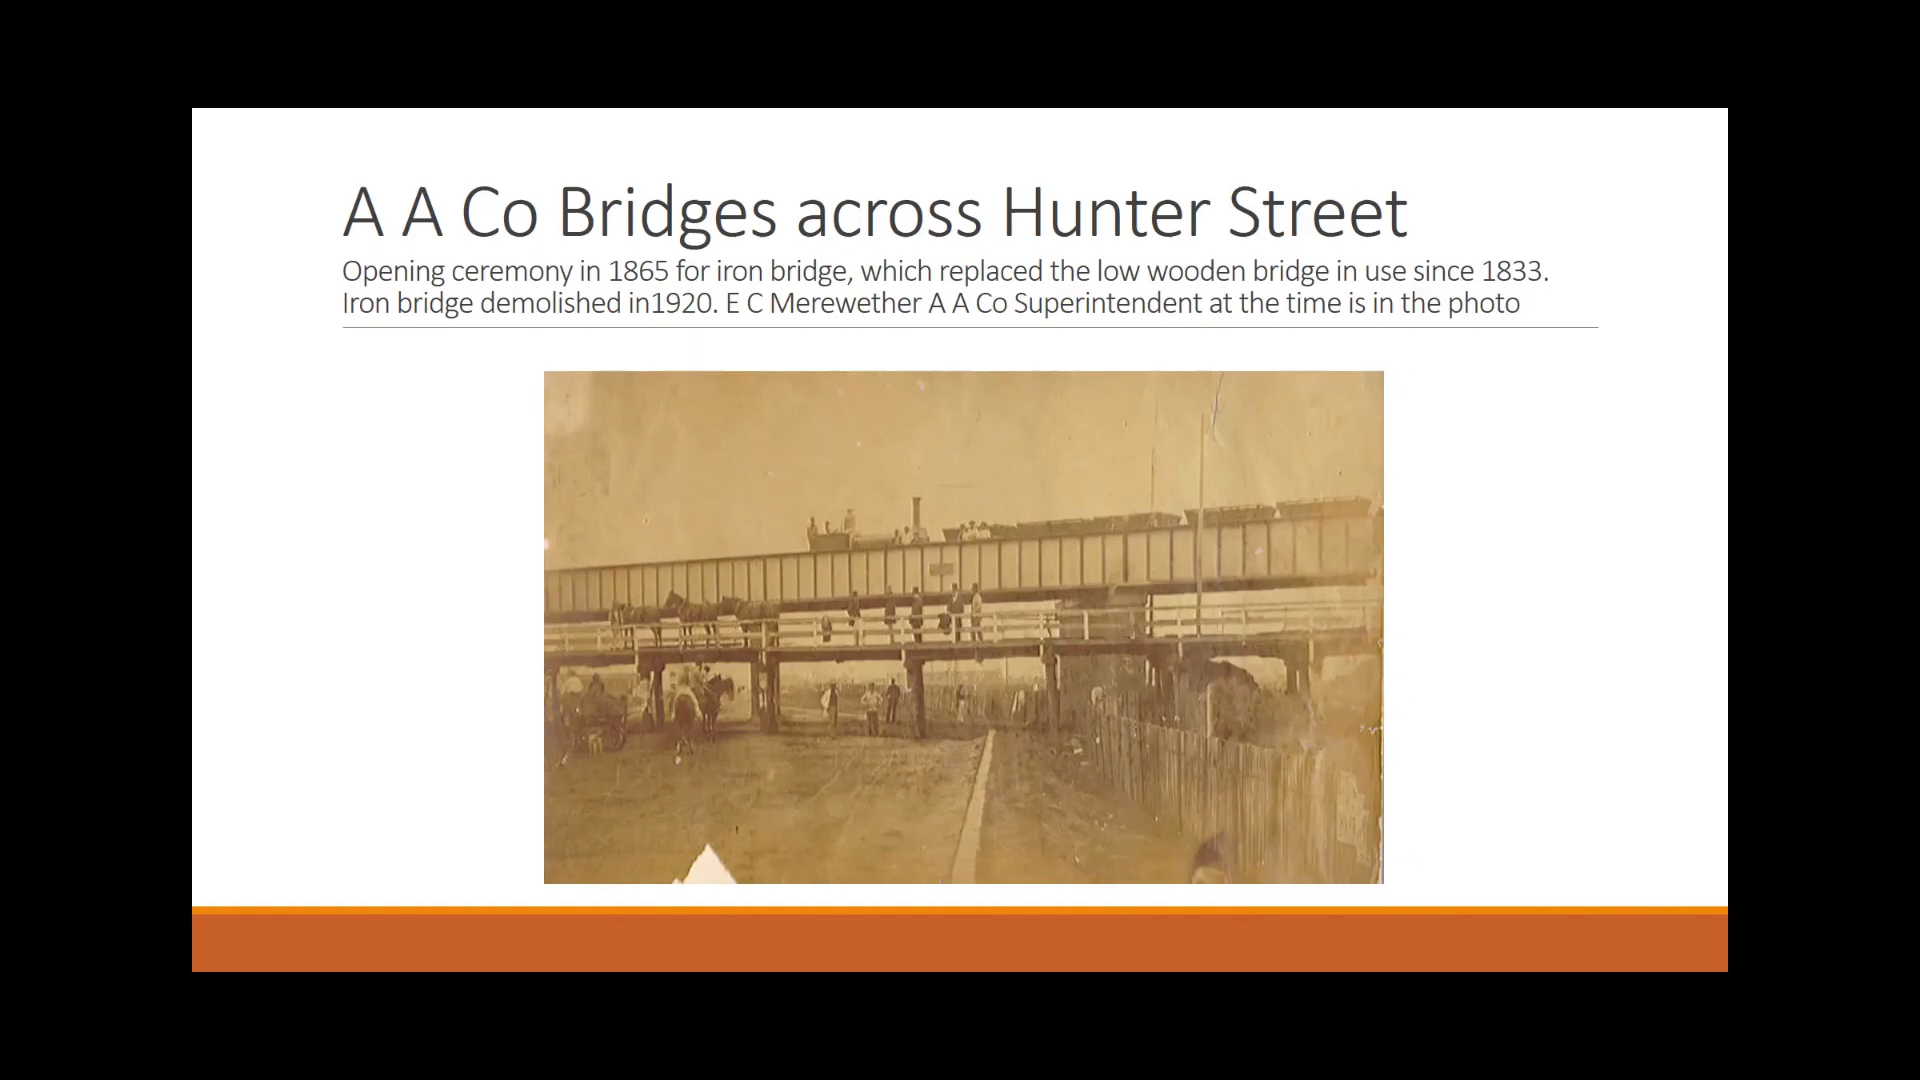 A A Co Bridges across Hunter Street
Opening ceremony in 1865 for iron bridge, which replaced the low wooden bridge in use since 1833.
Iron bridge demolished in1920. E C Merewether A A Co Superintendent at the time is in the photo